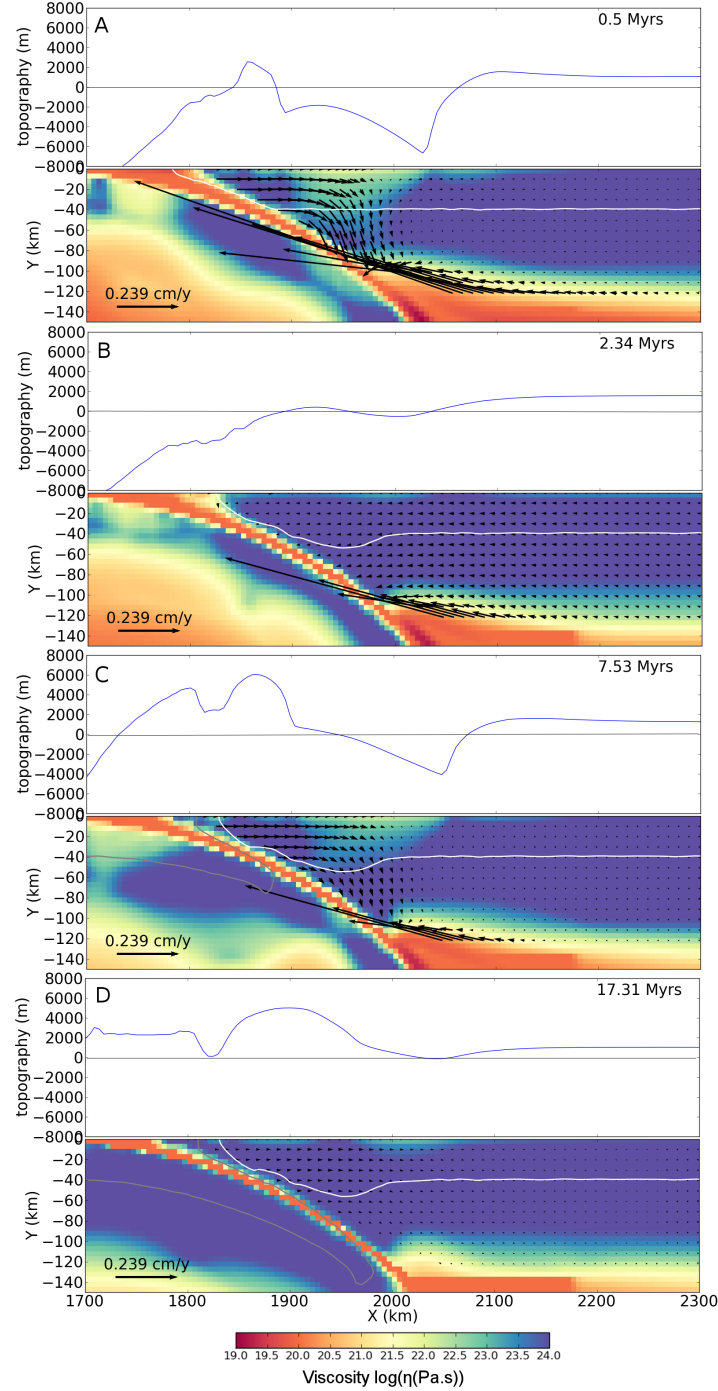 A
0.5 Myrs
topography (m)
8000
6000
4000
2000
0
−2000
−4000
−6000
8000
Y (km)
0
−20
−40
−60
−80
−100
−120
−140
0.239 cm/y
B
2.34 Myrs
topography (m)
8000
6000
4000
2000
0
−2000
−4000
−6000
−8000
Y (km)
0
−20
−40
−60
−80
−100
−120
−140
0.239 cm/y
C
7.53 Myrs
topography (m)
8000
6000
4000
2000
0
−2000
−4000
−6000
−8000
Y (km)
0
−20
−40
−60
−80
−100
−120
−140
0.239 cm/y
D
17.31 Myrs
topography (m)
8000
6000
4000
2000
0
−2000
−4000
−6000
8000
Y (km)
0
−20
−40
−60
−80
−100
−120
−140
0.239 cm/y
1700 1800 1900 2000 2100 2200 2300
X (km)
19.0 19.5 20.0 20.5 21.0 21.5 22.0 22.5 23.0 23.5 24.0
Viscosity log(η(Pa.s))